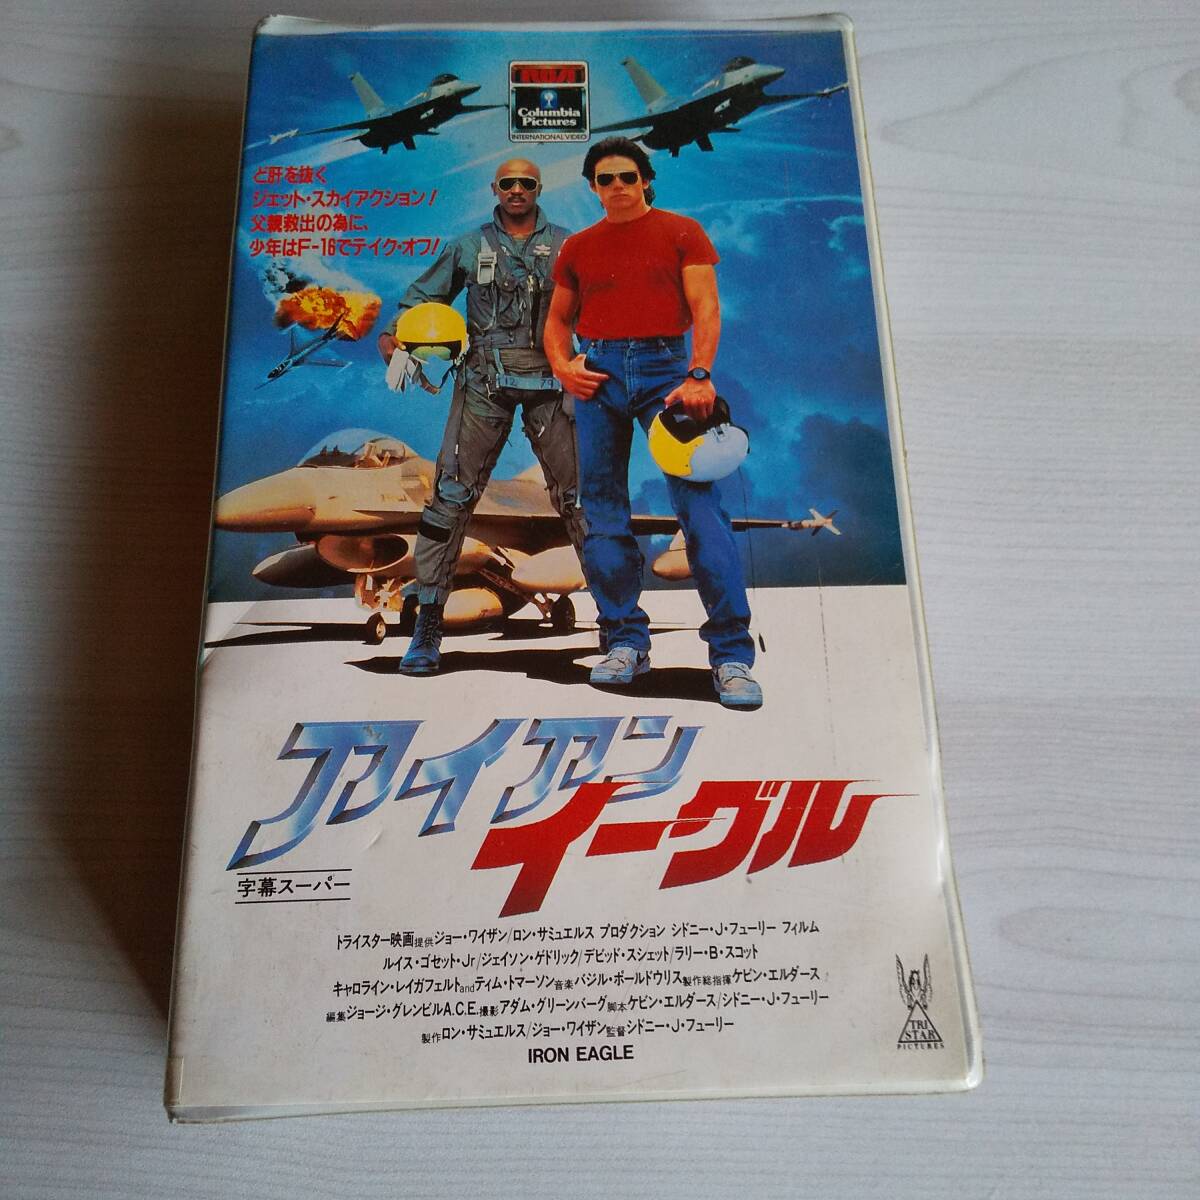 RCA
Columbia
Pictures
INTERNATIONAL VIDEO
ど肝を抜く
ジェット・スカイアクション!
父親救出の為に、
少年はF-16でテイク・オフ!
12 79
アイアン
イーグル
字幕スーパー
トライスター映画提供ジョー・ワイザン/ロン・サミュエルス プロダクション シドニー・J・フューリー フィルム
ルイス・ゴセット・Jr/ジェイソン・ゲドリック/デビッド・スシェット/ラリー・B・スコット
キャロライン・レイガフェルトandティム・トマーソン音楽バジル・ポールドウリス製作総指揮ケビン・エルダース
編集ジョージ・グレンビルA.C.E.撮影アダム・グリーンバーグ脚本ケビン・エルダース/シドニー・J・フューリー
製作ロン・サミュエルス/ジョー・ワイザン監督シドニー・J・フューリー
IRON EAGLE
TRI
STAR
PICTURES